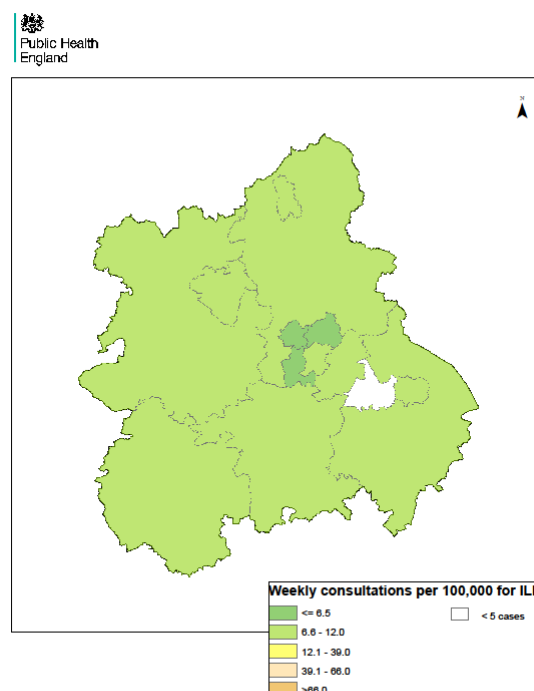 Public Health
England
N
Weekly consultations per 100,000 for ILI
<= 6.5
< 5 cases
6.6 - 12.0
12.1 - 39.0
39.1 - 66.0
>66.0